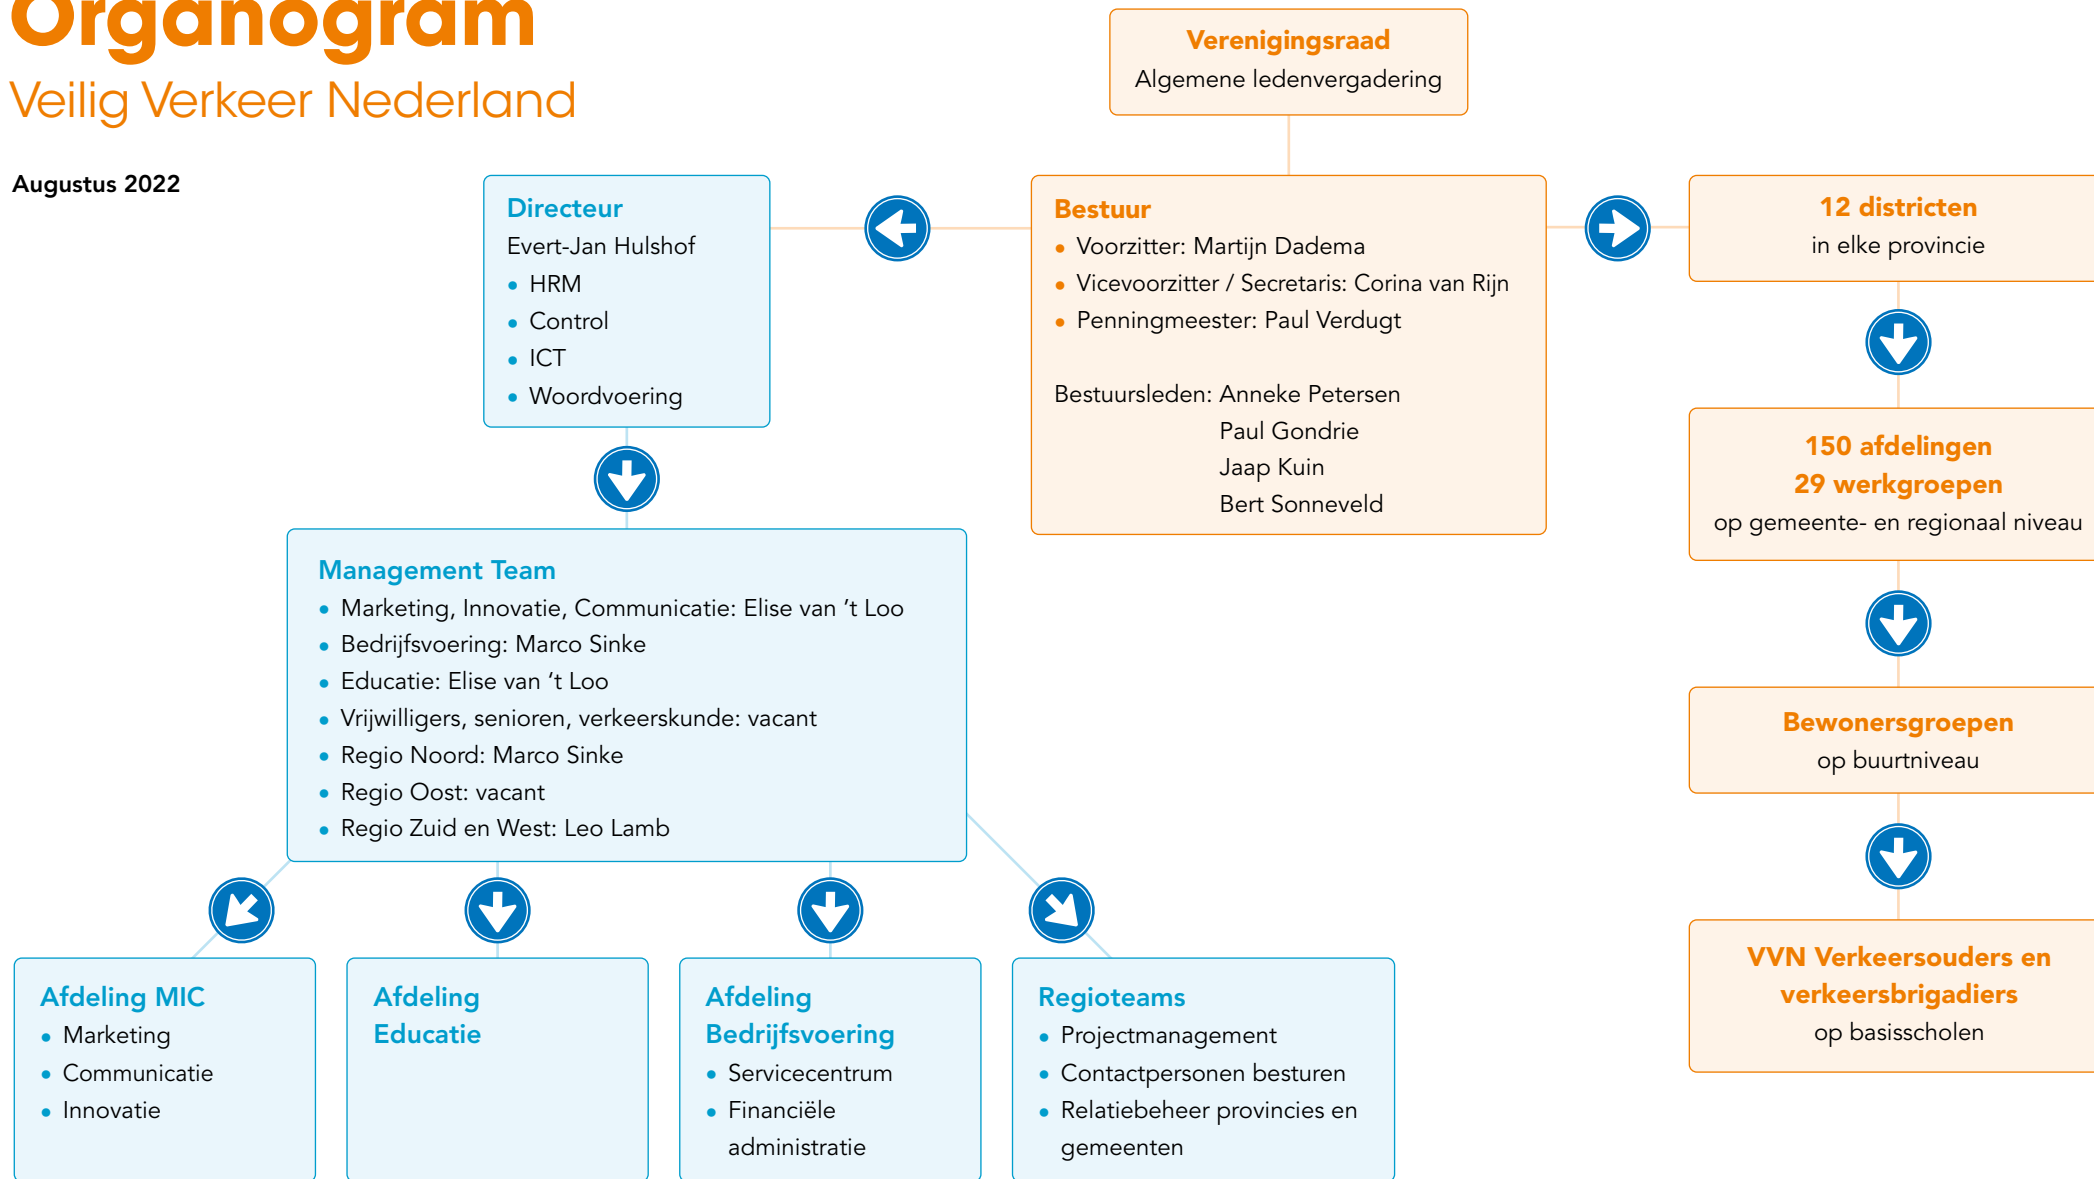 Organogram
Veilig Verkeer Nederland
Augustus 2022
Verenigingsraad
Algemene ledenvergadering
Directeur
Evert-Jan Hulshof
• HRM
• Control
• ICT
• Woordvoering
Bestuur
• Voorzitter: Martijn Dadema
• Vicevoorzitter / Secretaris: Corina van Rijn
• Penningmeester: Paul Verdugt
Bestuursleden: Anneke Petersen
Paul Gondrie
Jaap Kuin
Bert Sonneveld
12 districten
in elke provincie
150 afdelingen
29 werkgroepen
op gemeente- en regionaal niveau
Bewonersgroepen
op buurtniveau
VVN Verkeersouders en
verkeersbrigadiers
op basisscholen
Management Team
• Marketing, Innovatie, Communicatie: Elise van ’t Loo
• Bedrijfsvoering: Marco Sinke
• Educatie: Elise van ’t Loo
• Vrijwilligers, senioren, verkeerskunde: vacant
• Regio Noord: Marco Sinke
• Regio Oost: vacant
• Regio Zuid en West: Leo Lamb
Afdeling MIC
• Marketing
• Communicatie
• Innovatie
Afdeling
Educatie
Afdeling
Bedrijfsvoering
• Servicecentrum
• Financiële
administratie
Regioteams
• Projectmanagement
• Contactpersonen besturen
• Relatiebeheer provincies en
gemeenten